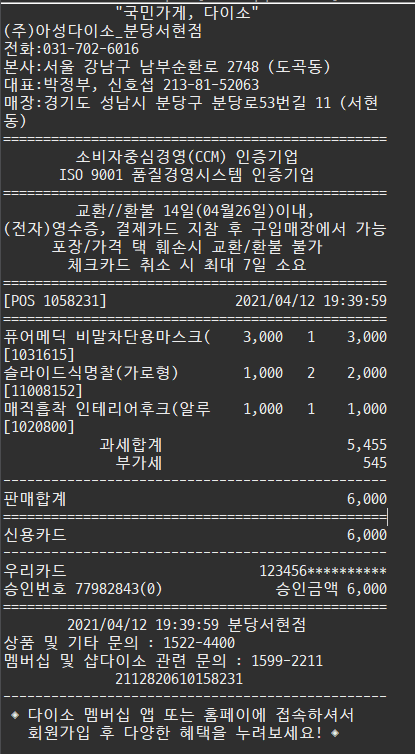 "국민가게, 다이소"
(주)아성다이소_분당서현점
전화:031-702-6016
본사:서울 강남구 남부순환로 2748 (도곡동)
대표:박정부, 신호섭 213-81-52063
매장:경기도 성남시 분당구 분당로53번길 11 (서현
동)
================================================
소비자중심경영(CCM) 인증기업
ISO 9001 품질경영시스템 인증기업
================================================
교환//환불 14일(04월26일)이내,
(전자)영수증, 결제카드 지참 후 구입매장에서 가능
포장/가격 택 훼손시 교환/환불 불가
체크카드 취소 시 최대 7일 소요
================================================
[POS 1058231] 2021/04/12 19:39:59
================================================
퓨어메딕 비말차단용마스크( 3,000 1 3,000
[1031615]
슬라이드식명찰(가로형) 1,000 2 2,000
[11008152]
매직흡착 인테리어후크(알루 1,000 1 1,000
[1020800]
과세합계 5,455
부가세 545
------------------------------------------------
판매합계 6,000
================================================
신용카드 6,000
------------------------------------------------
우리카드 123456**********
승인번호 77982843(0) 승인금액 6,000
================================================
2021/04/12 19:39:59 분당서현점
상품 및 기타 문의 : 1522-4400
멤버십 및 샵다이소 관련 문의 : 1599-2211
2112820610158231
------------------------------------------------
◈ 다이소 멤버십 앱 또는 홈페이에 접속하셔서
회원가입 후 다양한 혜택을 누려보세요! ◈